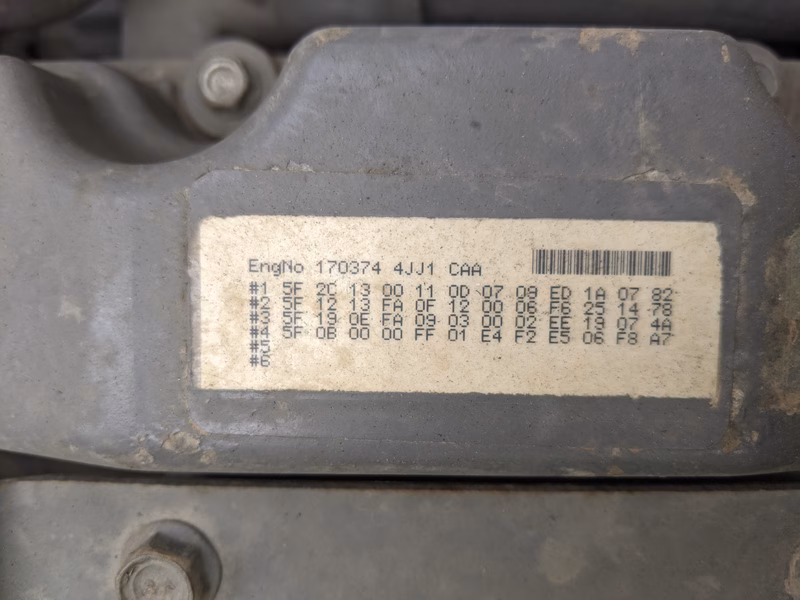 EngNo 170374 4JJ1 CAA
#1 5F 2C 13 00 11 0D 07 09 ED 1A 07 82
#2 5F 12 13 FA 0F 12 00 06 F6 25 14 78
#3 5F 19 0E FA 09 03 00 02 EE 19 07 4A
#4 5F 0B 00 00 FF 01 E4 F2 E5 06 F8 A7
#5
#6